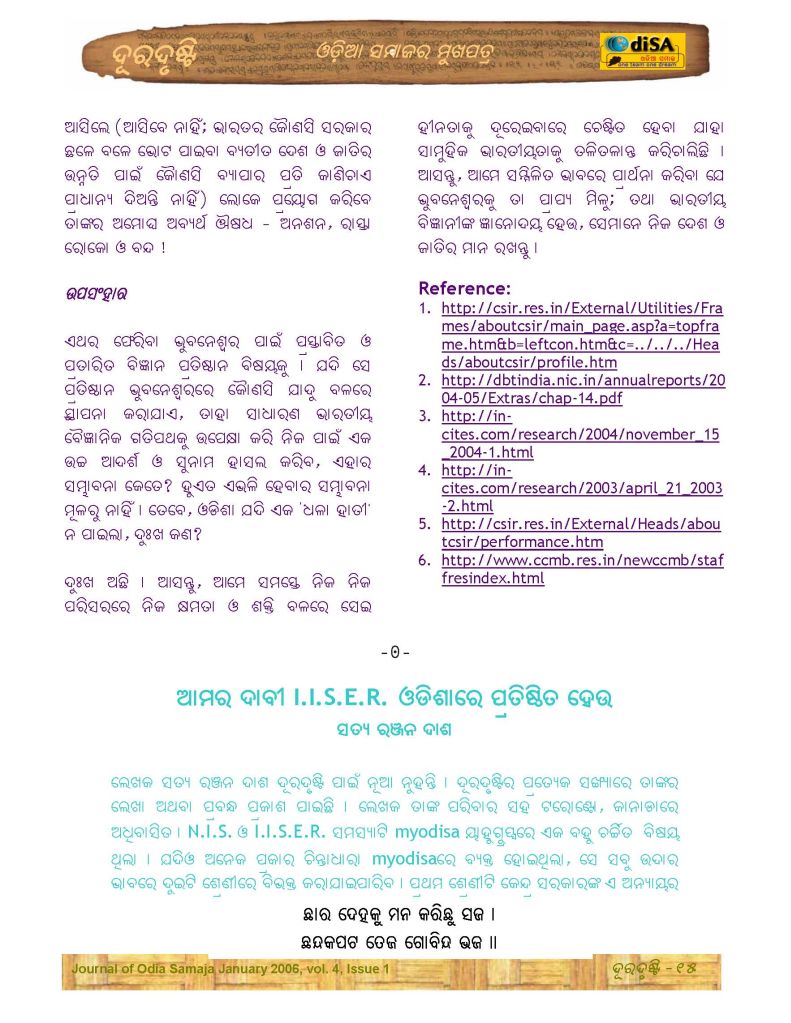 ଦୂରଦୃଷ୍ଟି
ଓଡ଼ିଆ ସମାଜର ମୁଖପତ୍ର
diSA
ଓଡିଆ ସମାଜ
one team one dream
ଆସିଲେ (ଆସିବେ ନାହିଁ; ଭାରତର କୌଣସି ସରକାର
ଛଳେ ବଳେ ଭୋଟ ପାଇବା ବ୍ୟତୀତ ଦେଶ ଓ ଜାତିର
ଉନ୍ନତି ପାଇଁ କୌଣସି ବ୍ୟାପାର ପ୍ରତି କାଣିଚାଏ
ପ୍ରାଧାନ୍ୟ ଦିଅନ୍ତି ନାହିଁ) ଲୋକେ ପ୍ରୟୋଗ କରିବେ
ତାଙ୍କର ଅମୋଘ ଅବ୍ୟର୍ଥ ଔଷଧ - ଅନଶନ, ରାସ୍ତା
ରୋକୋ ଓ ବନ୍ଦ !
ଉପସଂହାର
ଏଥର ଫେରିବା ଭୁବନେଶ୍ୱର ପାଇଁ ପ୍ରସ୍ତାବିତ ଓ
ପ୍ରତାରିତ ବିଜ୍ଞାନ ପ୍ରତିଷ୍ଠାନ ବିଷୟକୁ । ଯଦି ସେ
ପ୍ରତିଷ୍ଠାନ ଭୁବନେଶ୍ୱରରେ କୌଣସି ଯାଦୁ ବଳରେ
ସ୍ଥାପନା କରାଯାଏ, ତାହା ସାଧାରଣ ଭାରତୀୟ
ବୈଜ୍ଞାନିକ ଗତିପଥକୁ ଉପେକ୍ଷା କରି ନିଜ ପାଇଁ ଏକ
ଉଚ୍ଚ ଆଦର୍ଶ ଓ ସୁନାମ ହାସଲ କରିବ, ଏହାର
ସମ୍ଭାବନା କେତେ? ହୁଏତ ଏଭଳି ହେବାର ସମ୍ଭାବନା
ମୂଳରୁ ନାହିଁ । ତେବେ, ଓଡିଶା ଯଦି ଏକ 'ଧଳା ହାତୀ'
ନ ପାଇଲା, ଦୁଃଖ କଣ?
ଦୁଃଖ ଅଛି । ଆସନ୍ତୁ, ଆମେ ସମସ୍ତେ ନିଜ ନିଜ
ପରିସରରେ ନିଜ କ୍ଷମତା ଓ ଶକ୍ତି ବଳରେ ସେଇ
ହୀନତାକୁ ଦୂରେଇବାରେ ଚେଷ୍ଟିତ ହେବା ଯାହା
ସାମୁହିକ ଭାରତୀୟତାକୁ ତଳିତଳାନ୍ତ କରିଚାଲିଛି ।
ଆସନ୍ତୁ, ଆମେ ସମ୍ମିଳିତ ଭାବରେ ପ୍ରାର୍ଥନା କରିବା ଯେ
ଭୁବନେଶ୍ୱରକୁ ତା ପ୍ରାପ୍ୟ ମିଳୁ; ତଥା ଭାରତୀୟ
ବିଜ୍ଞାନୀଙ୍କ ଜ୍ଞାନୋଦୟ ହେଉ, ସେମାନେ ନିଜ ଦେଶ ଓ
ଜାତିର ମାନ ରଖନ୍ତୁ ।
Reference:
1. http://csir.res.in/External/Utilities/Fra
mes/aboutcsir/main_page.asp?a=topfra
me.htm&b=leftcon.htm&c=../../../Hea
ds/aboutcsir/profile.htm
2. http://dbtindia.nic.in/annualreports/20
04-05/Extras/chap-14.pdf
3. http://in-
cites.com/research/2004/november_15
_2004-1.html
4. http://in-
cites.com/research/2003/april_21_2003
-2.html
5. http://csir.res.in/External/Heads/abou
tcsir/performance.htm
6. http://www.ccmb.res.in/newccmb/staf
fresindex.html
-0-
ଆମର ଦାବୀ I.I.S.E.R. ଓଡିଶାରେ ପ୍ରତିଷ୍ଠିତ ହେଉ
ସତ୍ୟ ରଞ୍ଜନ ଦାଶ
ଲେଖକ ସତ୍ୟ ରଞ୍ଜନ ଦାଶ ଦୂରଦୃଷ୍ଟି ପାଇଁ ନୂଆ ନୁହନ୍ତି । ଦୂରଦୃଷ୍ଟିର ପ୍ରତ୍ୟେକ ସଙ୍ଖ୍ୟାରେ ତାଙ୍କର
ଲେଖା ଅଥବା ପ୍ରବନ୍ଧ ପ୍ରକାଶ ପାଇଛି । ଲେଖକ ତାଙ୍କ ପରିବାର ସହ ଟରୋଣ୍ଟୋ, କାନାଡାରେ
ଅଧିବାସିତ । N.I.S. ଓ I.I.S.E.R. ସମସ୍ୟାଟି myodisa ୟାହୁଗ୍ରୁପ୍ସରେ ଏକ ବହୁ ଚର୍ଚ୍ଚିତ ବିଷୟ
ଥିଲା । ଯଦିଓ ଅନେକ ପ୍ରକାର ଚିନ୍ତାଧାରା myodisaରେ ବ୍ୟକ୍ତ ହୋଇଥିଲା, ସେ ସବୁ ଉଦାର
ଭାବରେ ଦୁଇଟି ଶ୍ରେଣୀରେ ବିଭକ୍ତ କରାଯାଇପାରିବ । ପ୍ରଥମ ଶ୍ରେଣୀଟି କେନ୍ଦ୍ର ସରକାରଙ୍କ ଏ ଅନ୍ୟାୟର
ଛାର ଦେହକୁ ମନ କରିଛୁ ସଜ ।
ଛନ୍ଦକପଟ ତେଜ ଗୋବିନ୍ଦ ଭଜ ॥
Journal of Odia Samaja January 2006, vol. 4, Issue 1
ଦୂରଦୃଷ୍ଟି - ୧୫